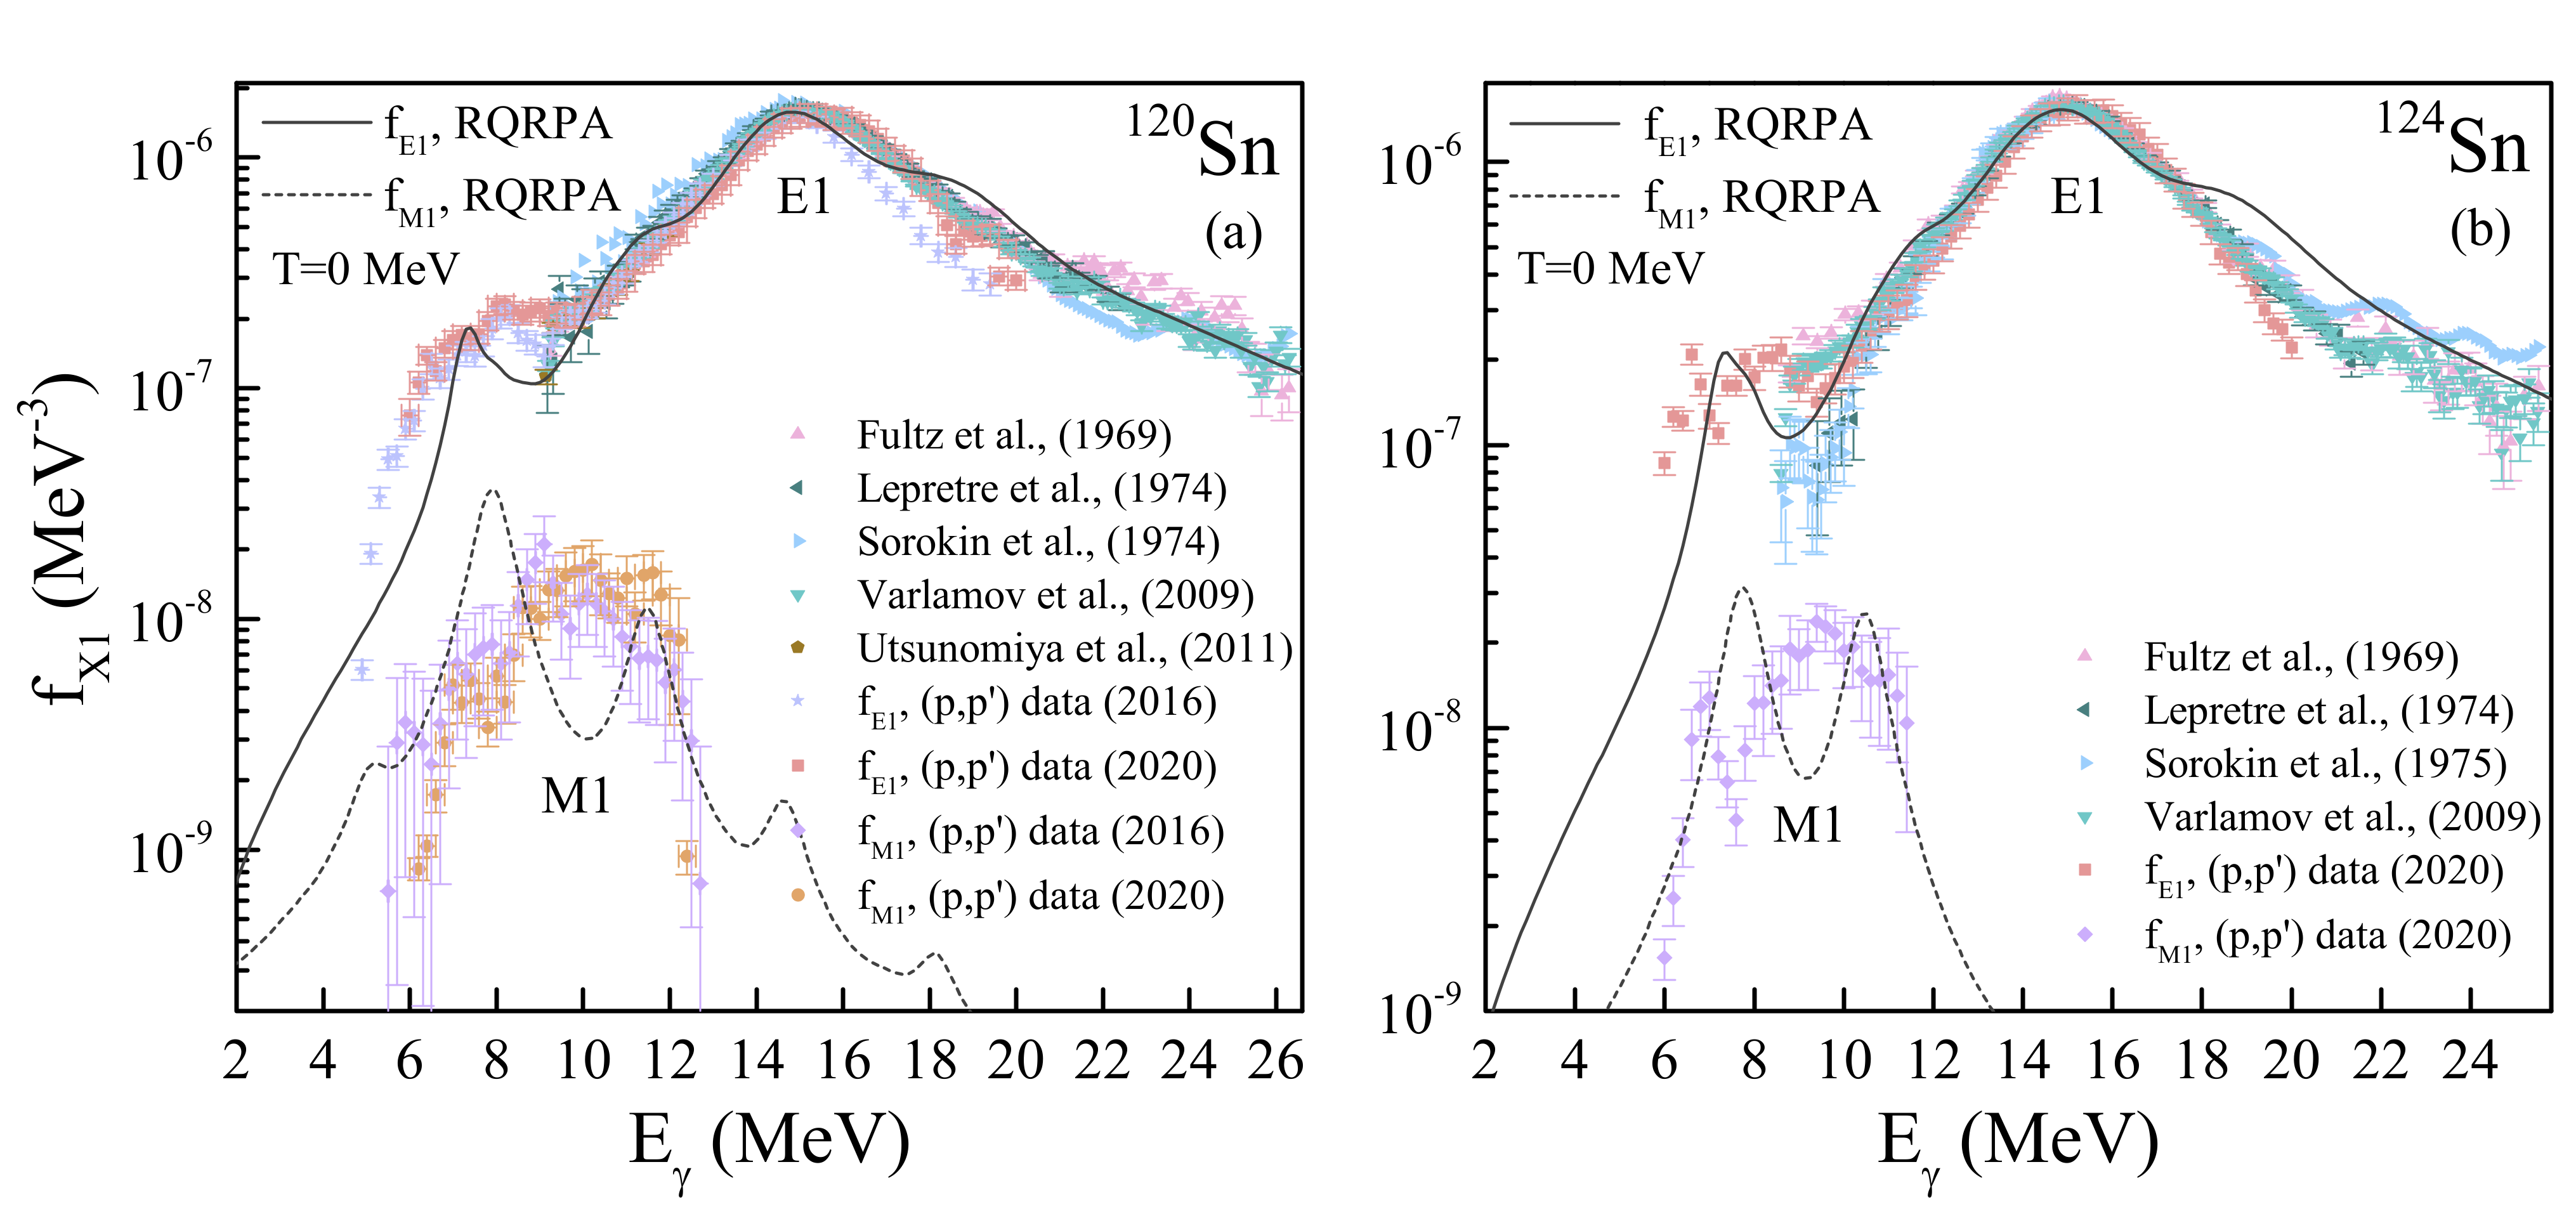 f_E1, RQRPA
f_M1, RQRPA
T=0 MeV
120Sn
(a)
E1
M1
Fultz et al., (1969)
Lepretre et al., (1974)
Sorokin et al., (1974)
Varlamov et al., (2009)
Utsunomiya et al., (2011)
f_E1, (p,p') data (2016)
f_E1, (p,p') data (2020)
f_M1, (p,p') data (2016)
f_M1, (p,p') data (2020)
10^-6
10^-7
10^-8
10^-9
f_X1 (MeV^-3)
2 4 6 8 10 12 14 16 18 20 22 24 26
E_γ (MeV)
f_E1, RQRPA
f_M1, RQRPA
T=0 MeV
124Sn
(b)
E1
M1
Fultz et al., (1969)
Lepretre et al., (1974)
Sorokin et al., (1975)
Varlamov et al., (2009)
f_E1, (p,p') data (2020)
f_M1, (p,p') data (2020)
10^-6
10^-7
10^-8
10^-9
2 4 6 8 10 12 14 16 18 20 22 24
E_γ (MeV)